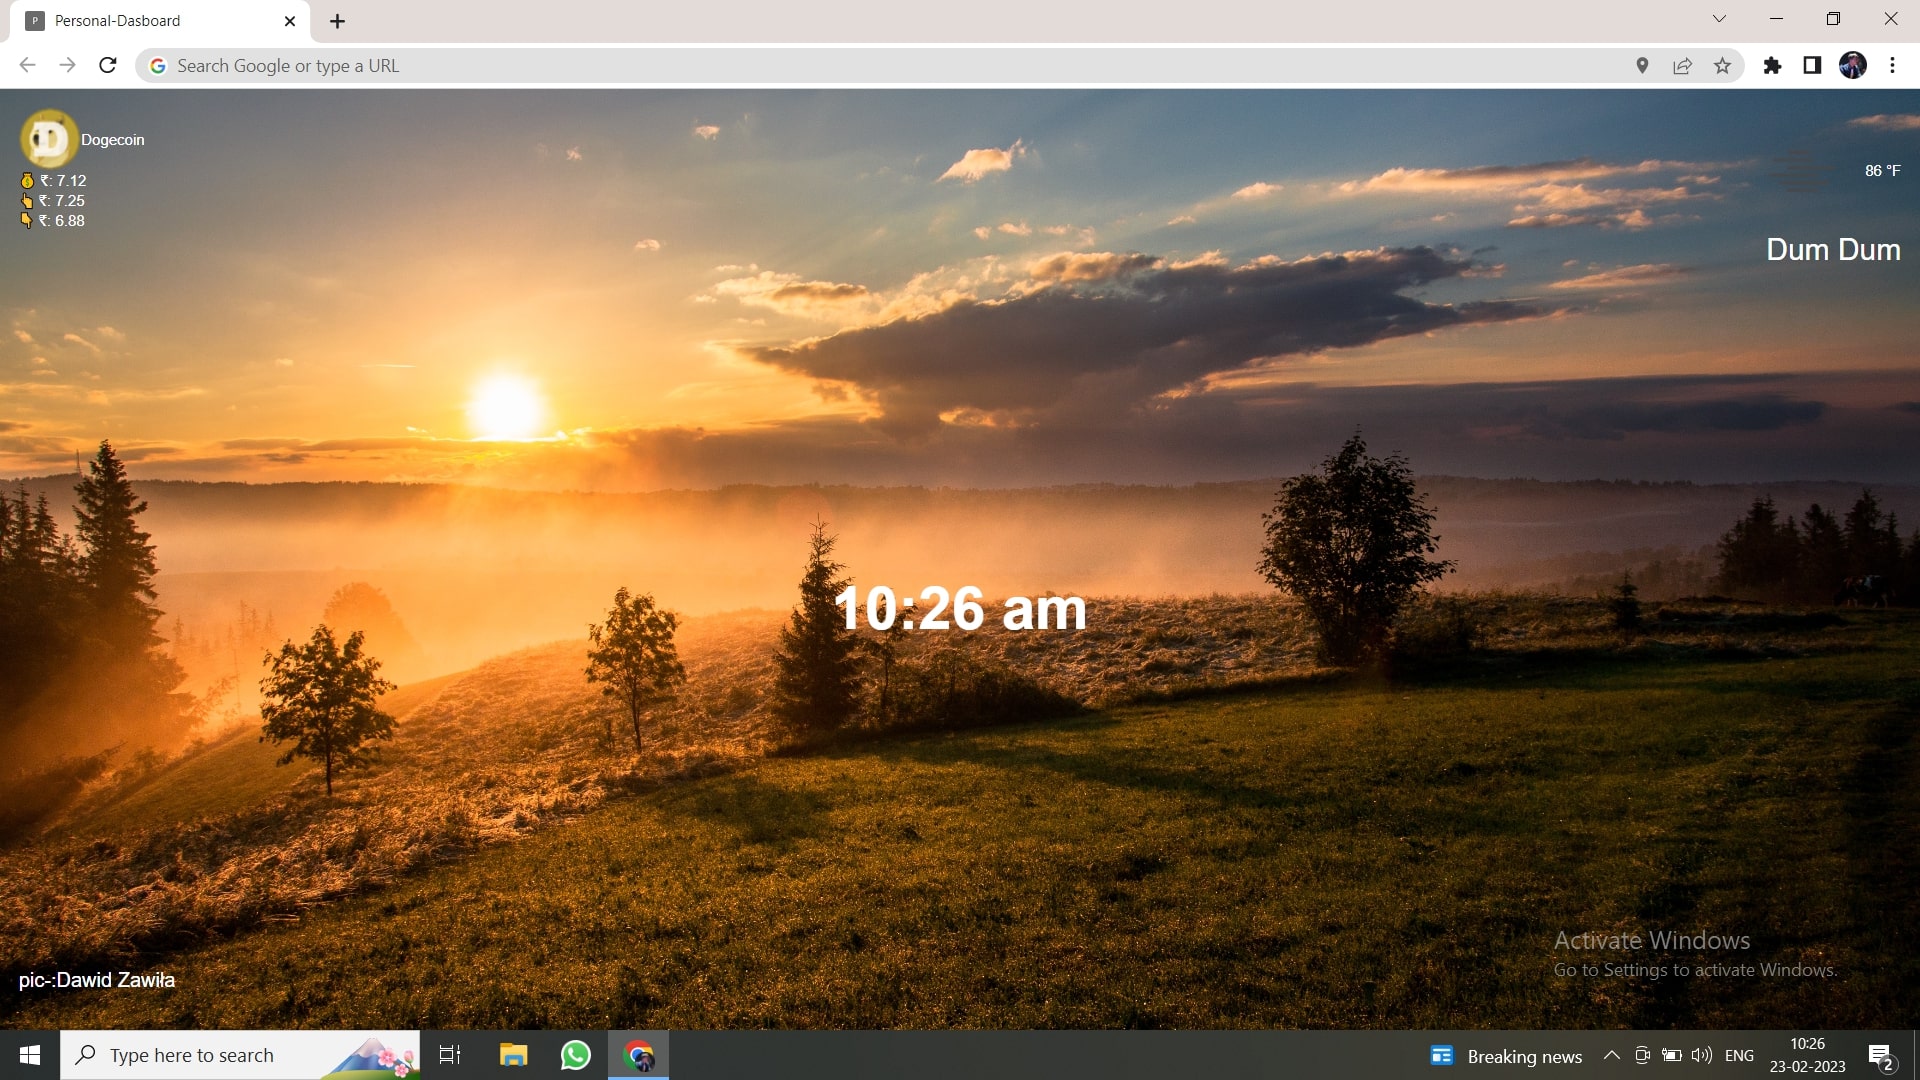 P Personal-Dasboard
Search Google or type a URL
Dogecoin
₹: 7.12
₹: 7.25
₹: 6.88
86 °F
Dum Dum
10:26 am
Activate Windows
Go to Settings to activate Windows.
pic-:Dawid Zawiła
Type here to search
Breaking news
ENG
10:26
23-02-2023
2